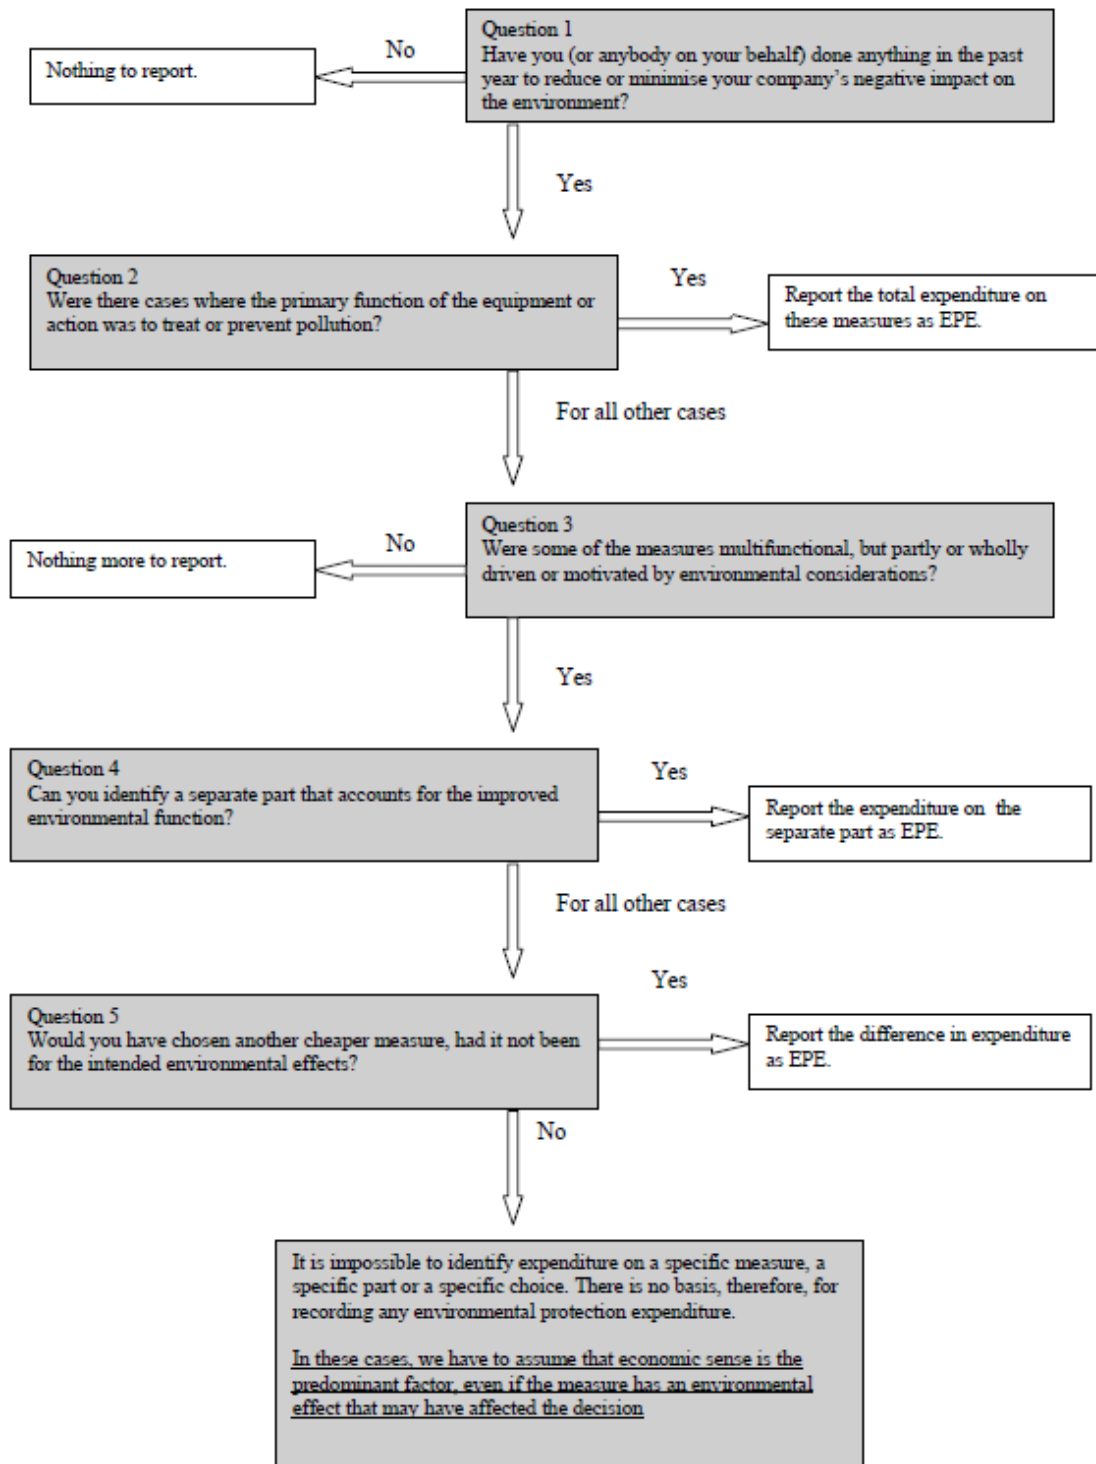 Question 1
Have you (or anybody on your behalf) done anything in the past
year to reduce or minimise your company's negative impact on
the environment?
No
Nothing to report.
Yes
Question 2
Were there cases where the primary function of the equipment or
action was to treat or prevent pollution?
Yes
Report the total expenditure on
these measures as EPE.
For all other cases
Question 3
Were some of the measures multifunctional, but partly or wholly
driven or motivated by environmental considerations?
No
Nothing more to report.
Yes
Question 4
Can you identify a separate part that accounts for the improved
environmental function?
Yes
Report the expenditure on the
separate part as EPE.
For all other cases
Question 5
Would you have chosen another cheaper measure, had it not been
for the intended environmental effects?
Yes
Report the difference in expenditure
as EPE.
No
It is impossible to identify expenditure on a specific measure, a
specific part or a specific choice. There is no basis, therefore, for
recording any environmental protection expenditure.
In these cases, we have to assume that economic sense is the
predominant factor, even if the measure has an environmental
effect that may have affected the decision